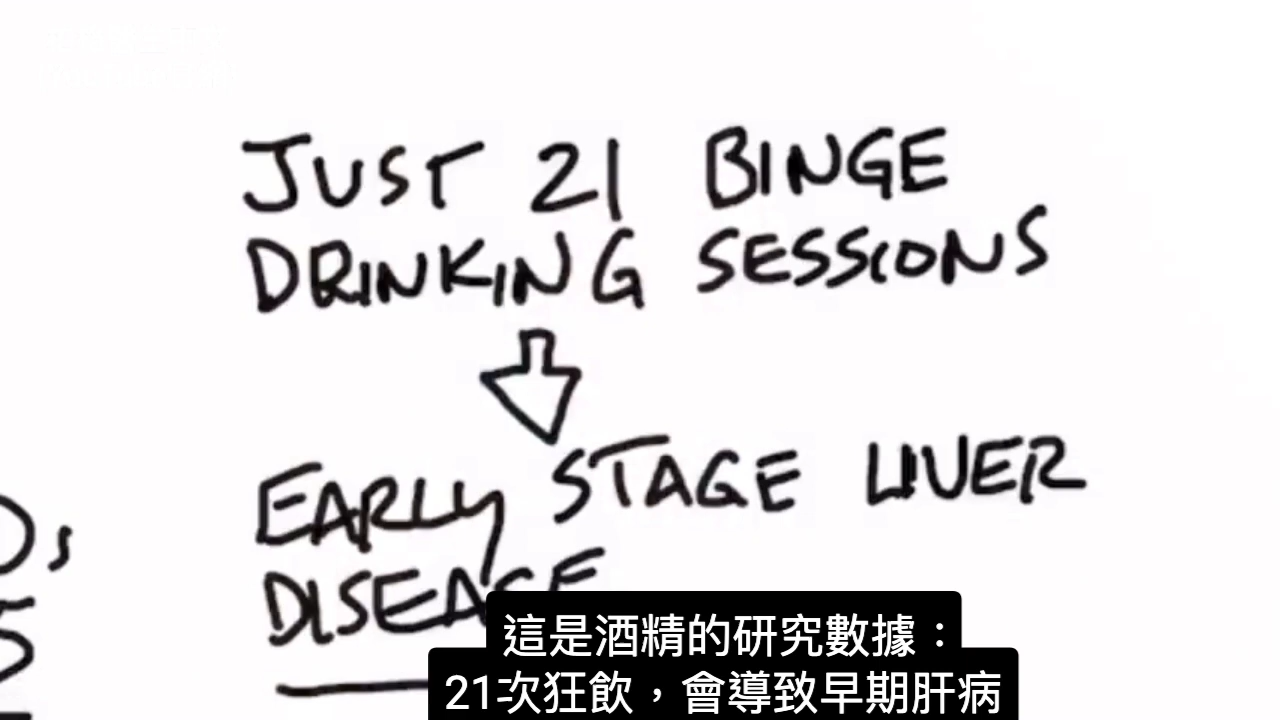 JUST 21 BINGE
DRINKING SESSIONS
EARLY STAGE LIVER
DISEASE
這是酒精的研究數據：
21次狂飲，會導致早期肝病